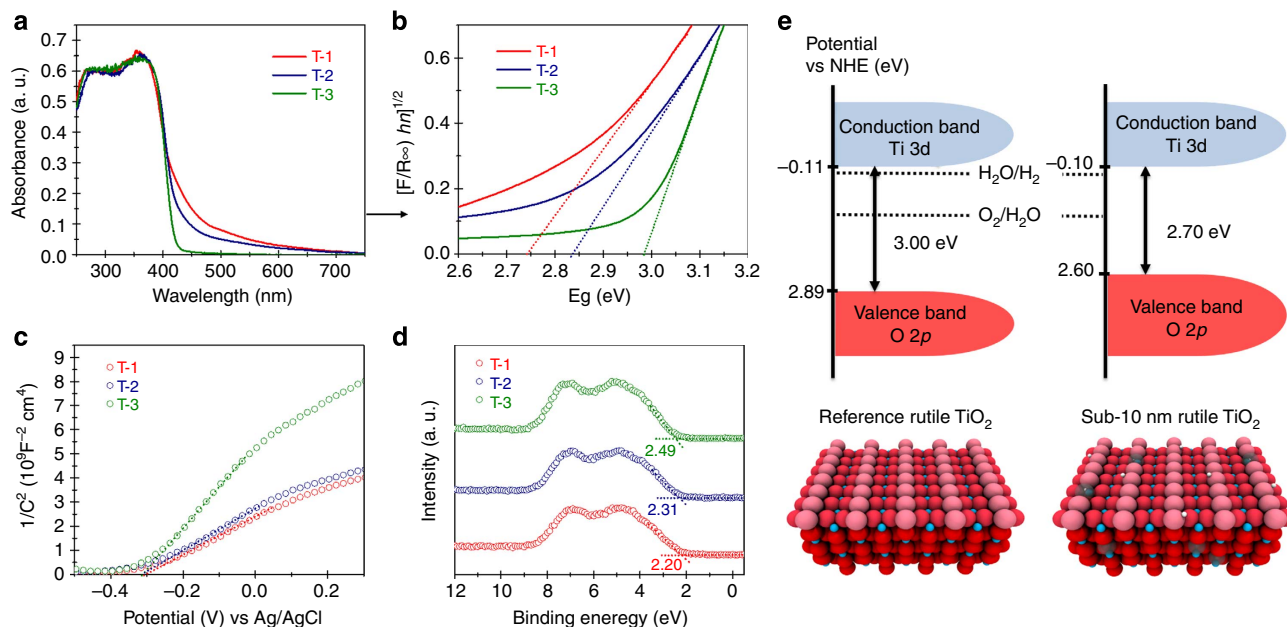 a
0.7
0.6
0.5
0.4
0.3
0.2
0.1
0.0
Absorbance (a. u.)
T-1
T-2
T-3
300 400 500 600 700
Wavelength (nm)
b
0.6
0.4
0.2
0.0
[F/R∞) hn]1/2
T-1
T-2
T-3
2.6 2.7 2.8 2.9 3.0 3.1 3.2
Eg (eV)
c
9
8
7
6
5
4
3
2
1
0
1/C² (10⁹F⁻² cm⁴)
T-1
T-2
T-3
–0.4 –0.2 0.0 0.2
Potential (V) vs Ag/AgCl
d
Intensity (a. u.)
T-1
T-2
T-3
2.49
2.31
2.20
12 10 8 6 4 2 0
Binding eneregy (eV)
e
Potential
vs NHE (eV)
Conduction band
Ti 3d
–0.11
3.00 eV
2.89
Valence band
O 2p
H₂O/H₂
O₂/H₂O
Conduction band
Ti 3d
–0.10
2.70 eV
2.60
Valence band
O 2p
Reference rutile TiO₂
Sub-10 nm rutile TiO₂